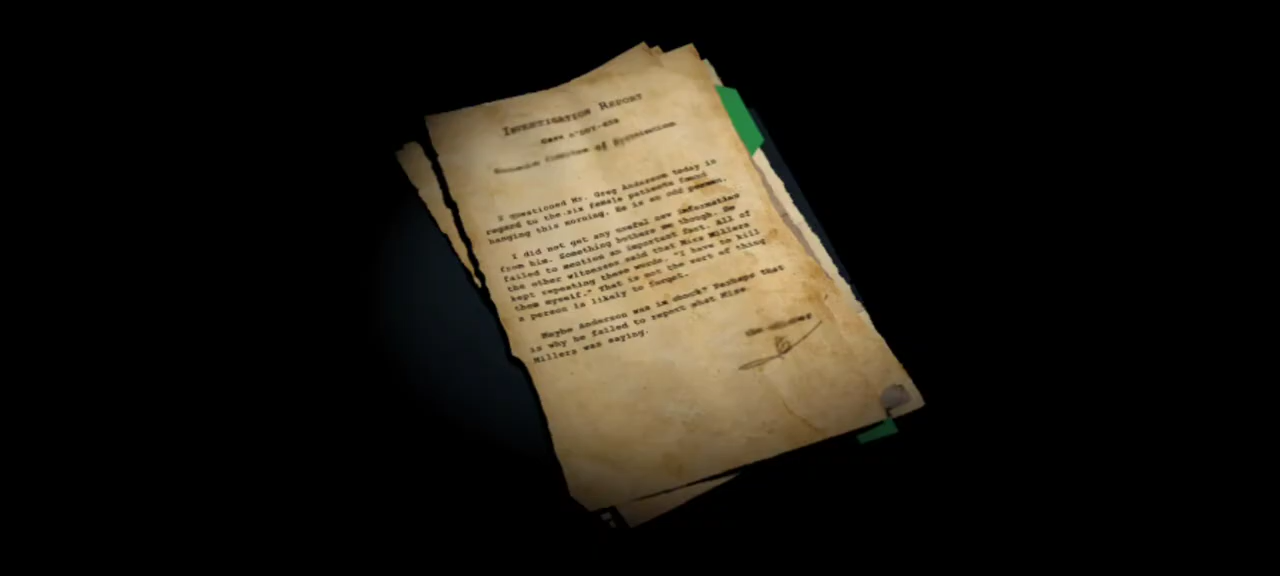 Investigation Report
Case
of
I questioned Mr. Greg Anderson today in
regard to the six female patients found
hanging this morning. He is an odd person.
I did not get any useful new information
from him. Something bothers me though. He
failed to mention an important fact. All of
the other witnesses said that Miss Millers
kept repeating these words. "I have to kill
them myself." That is not the sort of thing
a person is likely to forget.
Maybe Anderson was in shock? Perhaps that
is why he failed to report what Miss
Millers was saying.